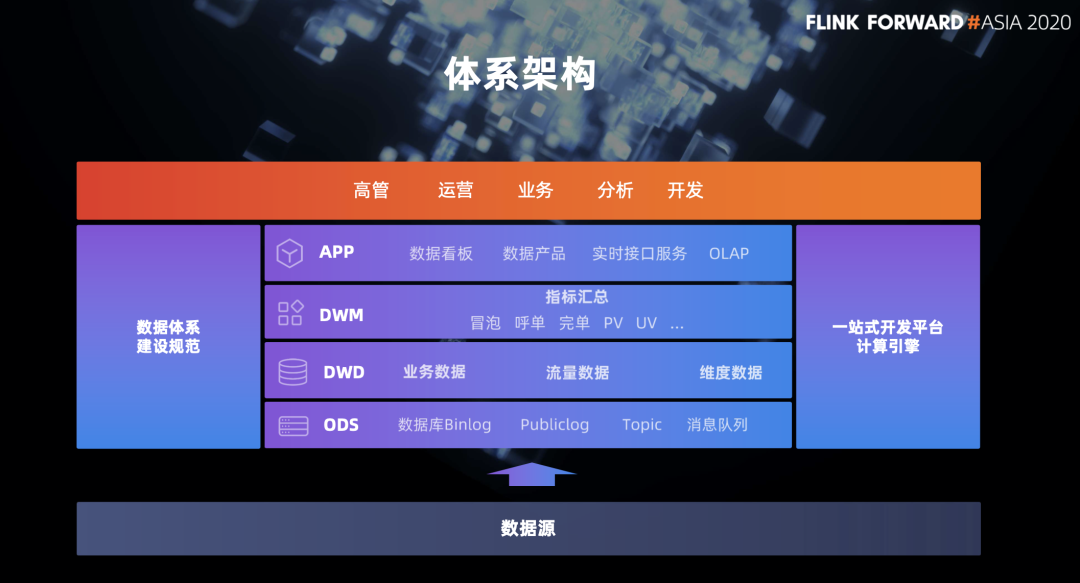 FLINK FORWARD #ASIA 2020
体系架构
高管 运营 业务 分析 开发
数据体系
建设规范
APP 数据看板 数据产品 实时接口服务 OLAP
DWM 指标汇总
冒泡 呼单 完单 PV UV ...
DWD 业务数据 流量数据 维度数据
ODS 数据库Binlog Publiclog Topic 消息队列
一站式开发平台
计算引擎
数据源